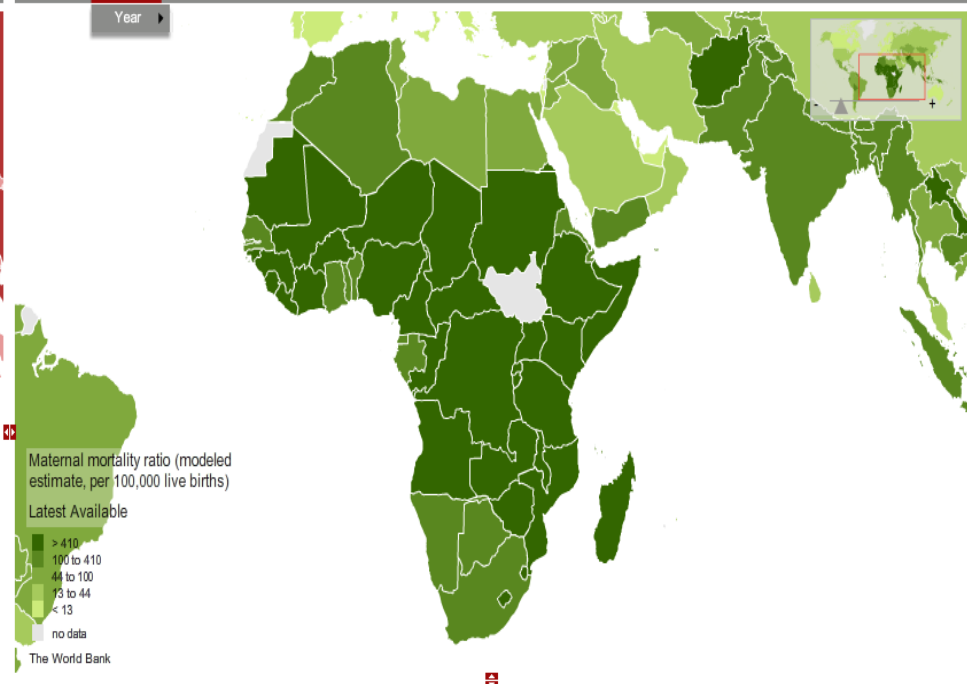 Year
- +
Maternal mortality ratio (modeled
estimate, per 100,000 live births)
Latest Available
> 410
100 to 410
44 to 100
13 to 44
< 13
no data
The World Bank